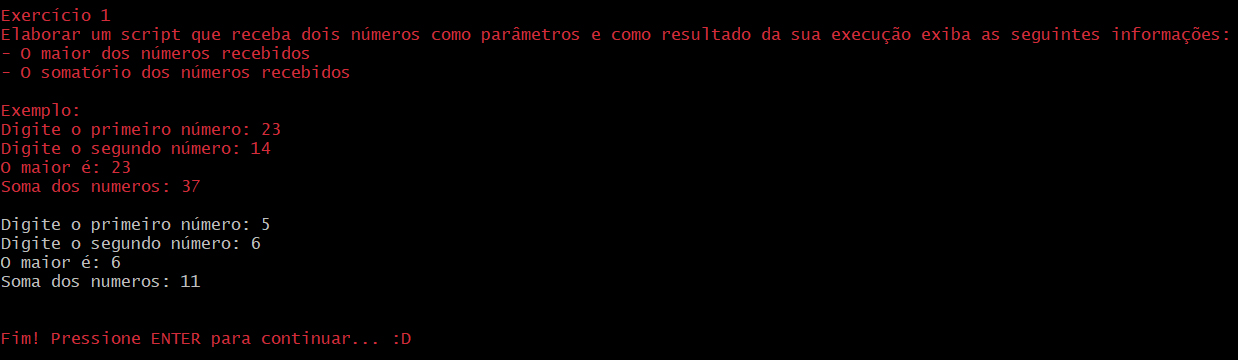 Exercício 1
Elaborar um script que receba dois números como parâmetros e como resultado da sua execução exiba as seguintes informações:
- O maior dos números recebidos
- O somatório dos números recebidos
Exemplo:
Digite o primeiro número: 23
Digite o segundo número: 14
O maior é: 23
Soma dos numeros: 37
Digite o primeiro número: 5
Digite o segundo número: 6
O maior é: 6
Soma dos numeros: 11
Fim! Pressione ENTER para continuar... :D